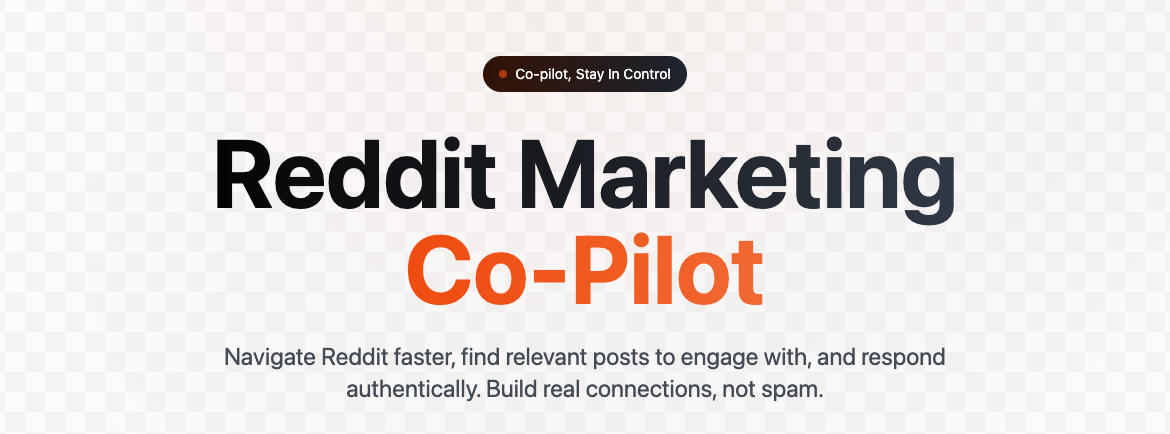 Co-pilot, Stay In Control
Reddit Marketing
Co-Pilot
Navigate Reddit faster, find relevant posts to engage with, and respond
authentically. Build real connections, not spam.